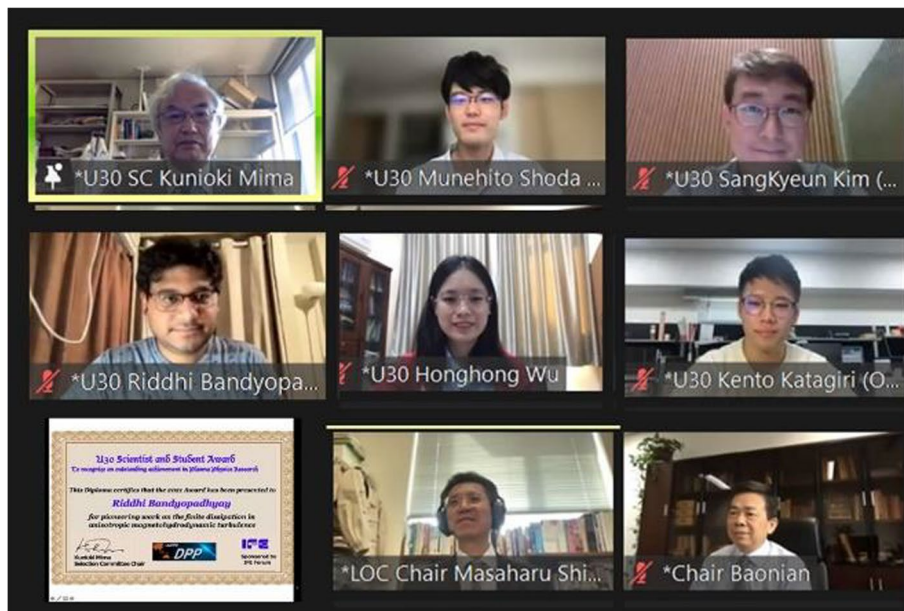 *U30 SC Kunioki Mima
*U30 Munehito Shoda ...
*U30 SangKyeun Kim (...
*U30 Riddhi Bandyopa...
*U30 Honghong Wu
*U30 Kento Katagiri (O...
U30 Scientist and Student Award
To recognize an outstanding achievement in Plasma Physics Research
This Diploma certifies that the 2021 Award has been presented to
Riddhi Bandyopadhyay
for pioneering work on the finite dissipation in
anisotropic magnetohydrodynamic turbulence
Kunioki Mima
Selection Committee Chair
DPP
IFE
Sponsored by
IFE Forum
*LOC Chair Masaharu Shi...
*Chair Baonian